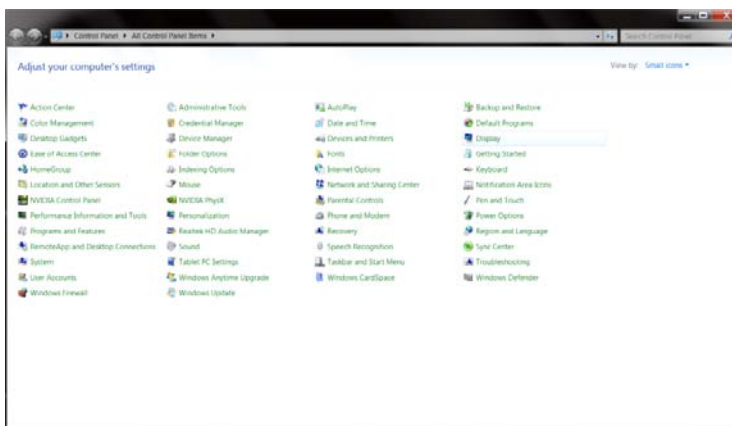 Control Panel ▸ All Control Panel Items ▸ Search Control Panel
Adjust your computer's settings View by: Small icons
Action Center Administrative Tools AutoPlay Backup and Restore
Color Management Credential Manager Date and Time Default Programs
Desktop Gadgets Device Manager Devices and Printers Display
Ease of Access Center Folder Options Fonts Getting Started
HomeGroup Indexing Options Internet Options Keyboard
Location and Other Sensors Mouse Network and Sharing Center Notification Area Icons
NVIDIA Control Panel NVIDIA PhysX Parental Controls Pen and Touch
Performance Information and Tools Personalization Phone and Modem Power Options
Programs and Features Realtek HD Audio Manager Recovery Region and Language
RemoteApp and Desktop Connections Sound Speech Recognition Sync Center
System Tablet PC Settings Taskbar and Start Menu Troubleshooting
User Accounts Windows Anytime Upgrade Windows CardSpace Windows Defender
Windows Firewall Windows Update